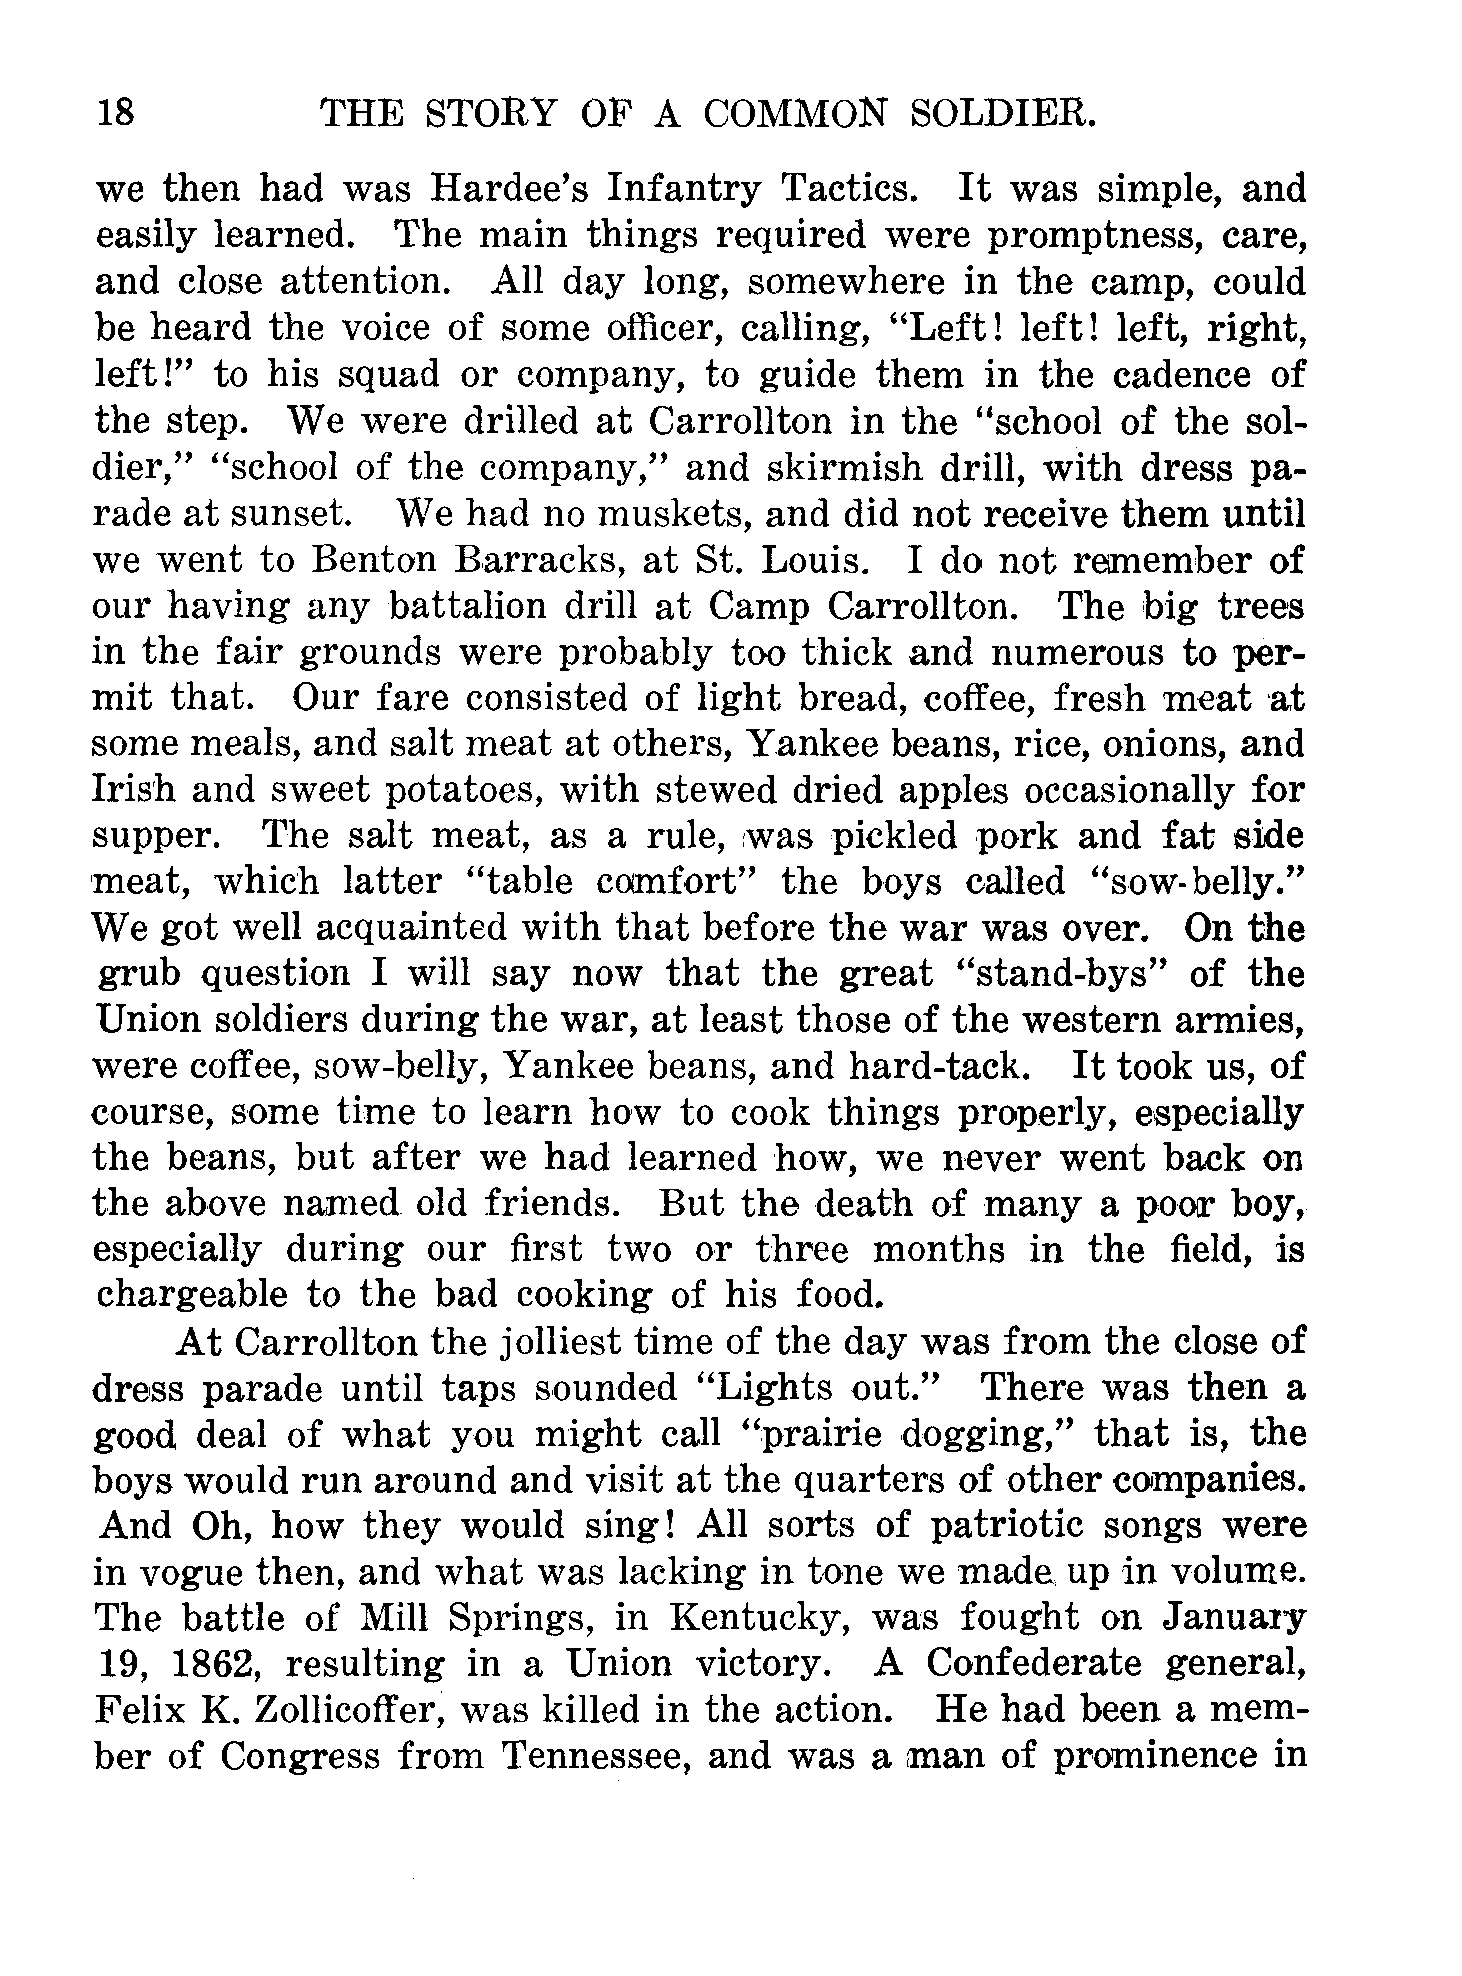 18 THE STORY OF A COMMON SOLDIER.
we then had was Hardee's Infantry Tactics. It was simple, and
easily learned. The main things required were promptness, care,
and close attention. All day long, somewhere in the camp, could
be heard the voice of some officer, calling, "Left! left! left, right,
left!" to his squad or company, to guide them in the cadence of
the step. We were drilled at Carrollton in the "school of the sol-
dier," "school of the company," and skirmish drill, with dress pa-
rade at sunset. We had no muskets, and did not receive them until
we went to Benton Barracks, at St. Louis. I do not remember of
our having any battalion drill at Camp Carrollton. The big trees
in the fair grounds were probably too thick and numerous to per-
mit that. Our fare consisted of light bread, coffee, fresh meat at
some meals, and salt meat at others, Yankee beans, rice, onions, and
Irish and sweet potatoes, with stewed dried apples occasionally for
supper. The salt meat, as a rule, was pickled pork and fat side
meat, which latter "table comfort" the boys called "sow-belly."
We got well acquainted with that before the war was over. On the
grub question I will say now that the great "stand-bys" of the
Union soldiers during the war, at least those of the western armies,
were coffee, sow-belly, Yankee beans, and hard-tack. It took us, of
course, some time to learn how to cook things properly, especially
the beans, but after we had learned how, we never went back on
the above named old friends. But the death of many a poor boy,
especially during our first two or three months in the field, is
chargeable to the bad cooking of his food.
At Carrollton the jolliest time of the day was from the close of
dress parade until taps sounded "Lights out." There was then a
good deal of what you might call "prairie dogging," that is, the
boys would run around and visit at the quarters of other companies.
And Oh, how they would sing! All sorts of patriotic songs were
in vogue then, and what was lacking in tone we made up in volume.
The battle of Mill Springs, in Kentucky, was fought on January
19, 1862, resulting in a Union victory. A Confederate general,
Felix K. Zollicoffer, was killed in the action. He had been a mem-
ber of Congress from Tennessee, and was a man of prominence in